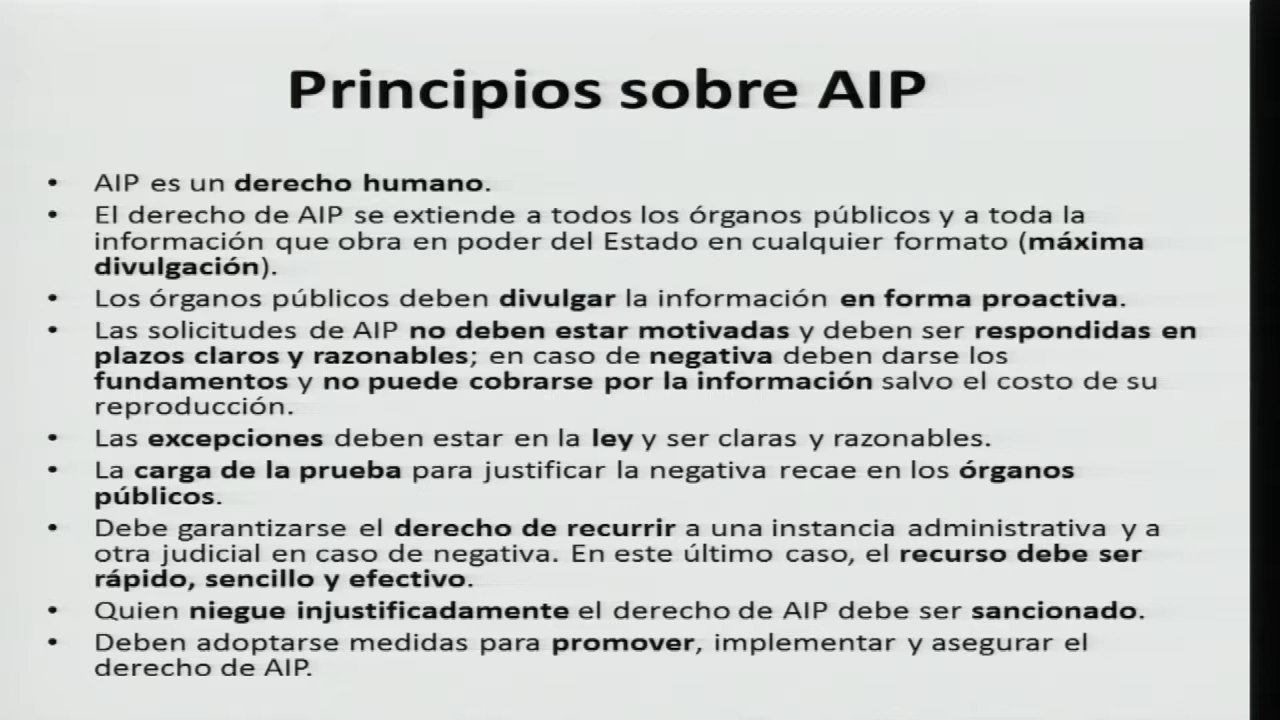 Principios sobre AIP
• AIP es un derecho humano.
• El derecho de AIP se extiende a todos los órganos públicos y a toda la
información que obra en poder del Estado en cualquier formato (máxima
divulgación).
• Los órganos públicos deben divulgar la información en forma proactiva.
• Las solicitudes de AIP no deben estar motivadas y deben ser respondidas en
plazos claros y razonables; en caso de negativa deben darse los
fundamentos y no puede cobrarse por la información salvo el costo de su
reproducción.
• Las excepciones deben estar en la ley y ser claras y razonables.
• La carga de la prueba para justificar la negativa recae en los órganos
públicos.
• Debe garantizarse el derecho de recurrir a una instancia administrativa y a
otra judicial en caso de negativa. En este último caso, el recurso debe ser
rápido, sencillo y efectivo.
• Quien niegue injustificadamente el derecho de AIP debe ser sancionado.
• Deben adoptarse medidas para promover, implementar y asegurar el
derecho de AIP.